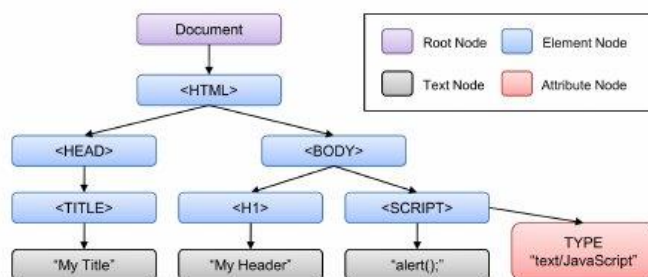 Document
Root Node
Element Node
Text Node
Attribute Node
<HTML>
<HEAD>
<BODY>
<TITLE>
<H1>
<SCRIPT>
"My Title"
"My Header"
"alert();"
TYPE
"text/JavaScript"